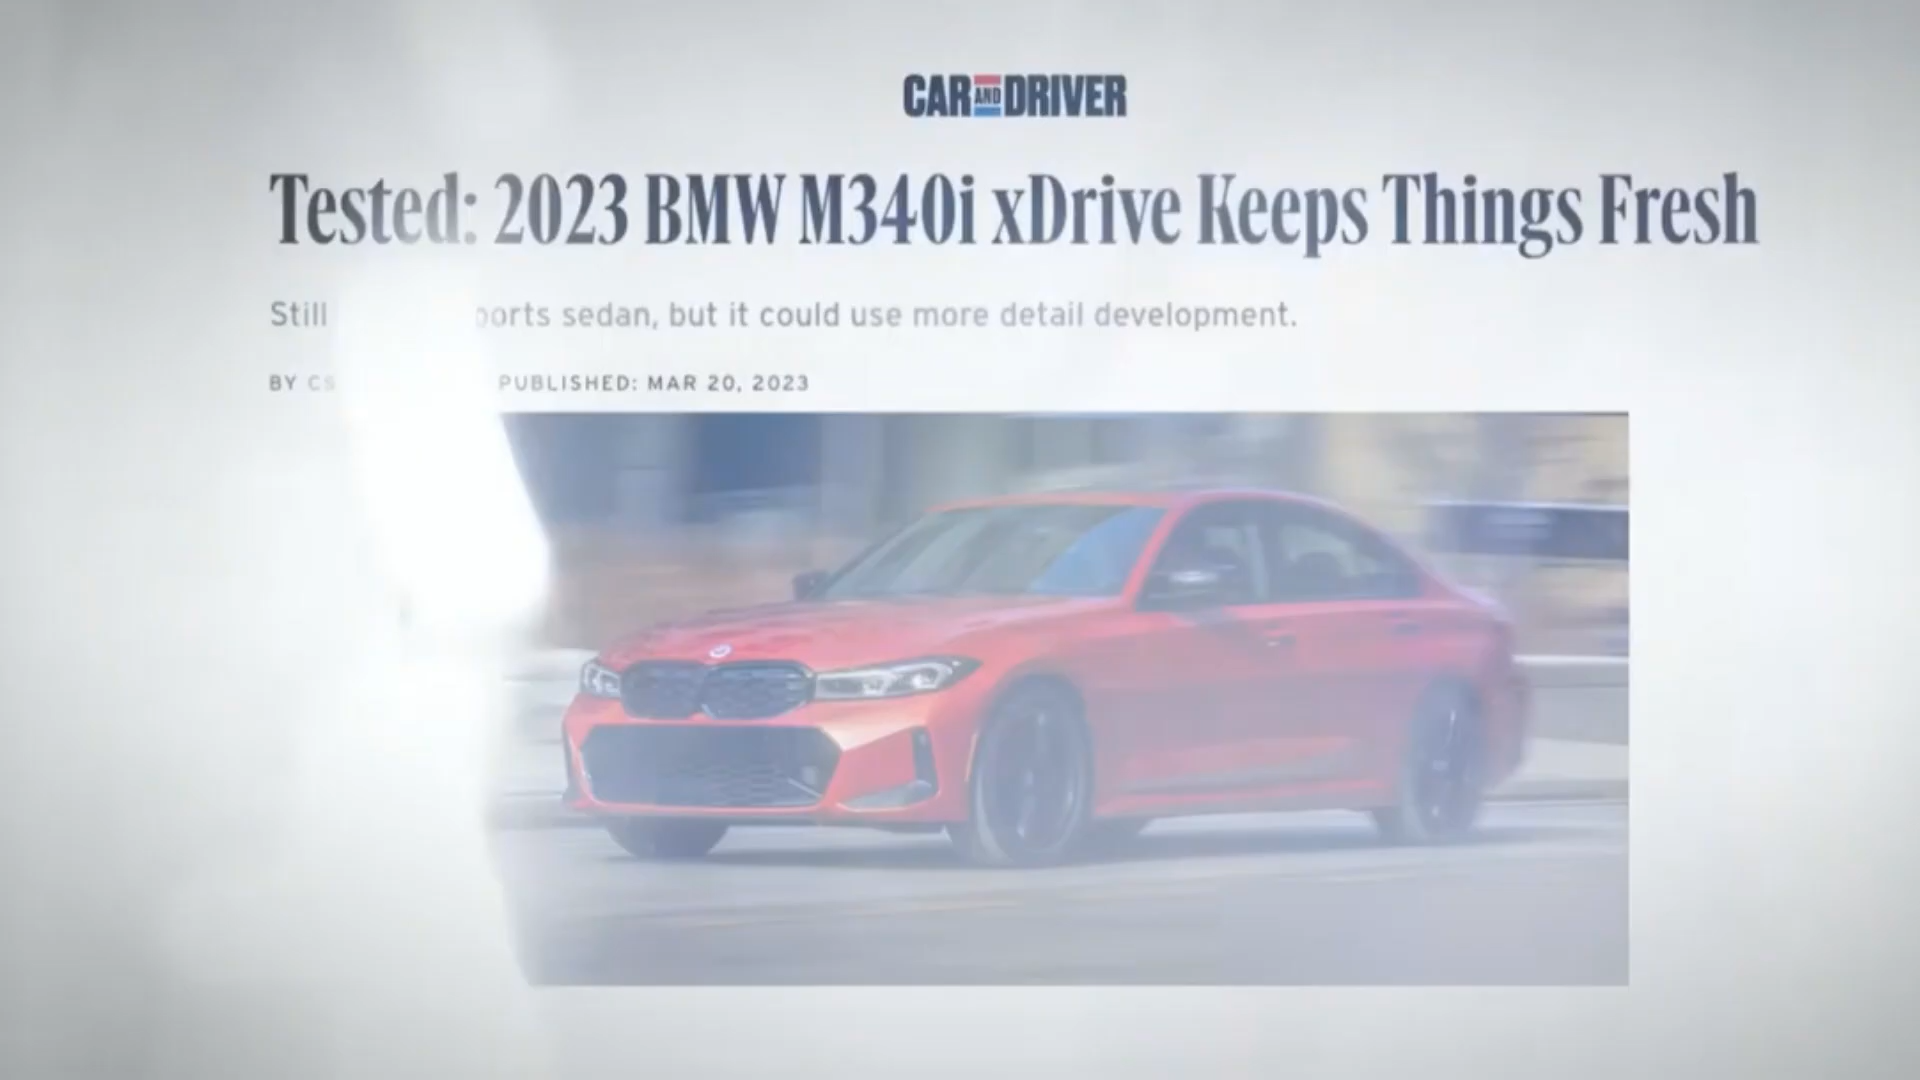 CAR AND DRIVER
Tested: 2023 BMW M340i xDrive Keeps Things Fresh
Still sedan, but it could use more detail development.
BY PUBLISHED: MAR 20, 2023